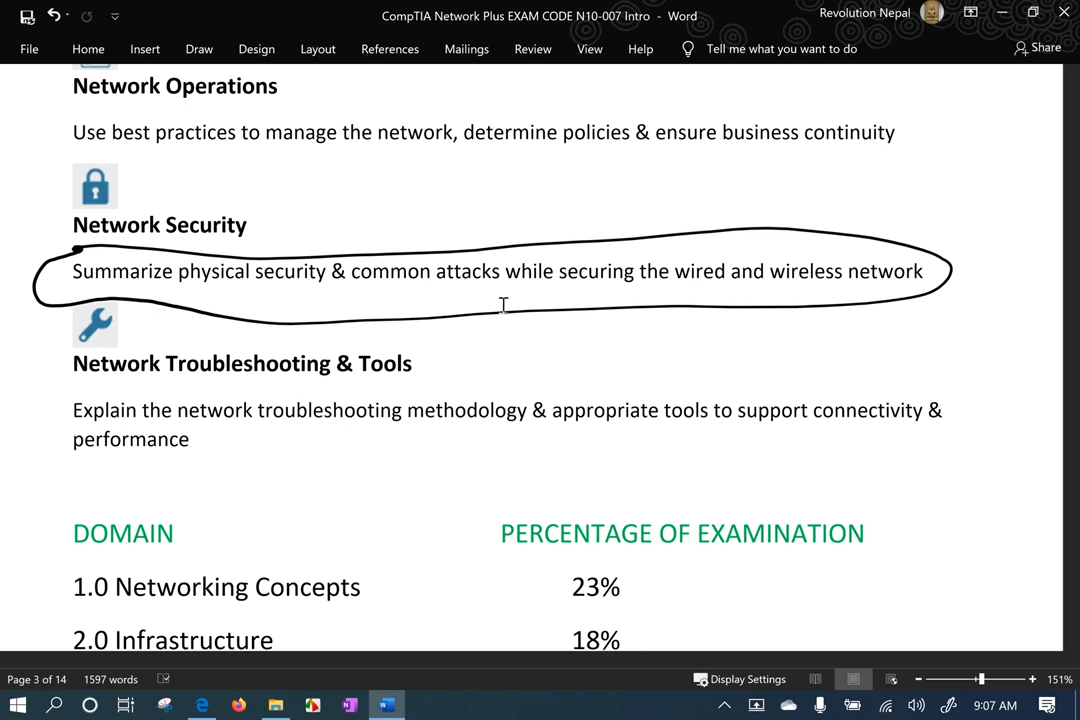 CompTIA Network Plus EXAM CODE N10-007 Intro - Word
Revolution Nepal
File Home Insert Draw Design Layout References Mailings Review View Help Tell me what you want to do Share
Network Operations
Use best practices to manage the network, determine policies & ensure business continuity
Network Security
Summarize physical security & common attacks while securing the wired and wireless network
Network Troubleshooting & Tools
Explain the network troubleshooting methodology & appropriate tools to support connectivity &
performance
DOMAIN PERCENTAGE OF EXAMINATION
1.0 Networking Concepts 23%
2.0 Infrastructure 18%
Page 3 of 14 1597 words Display Settings 151%
9:07 AM